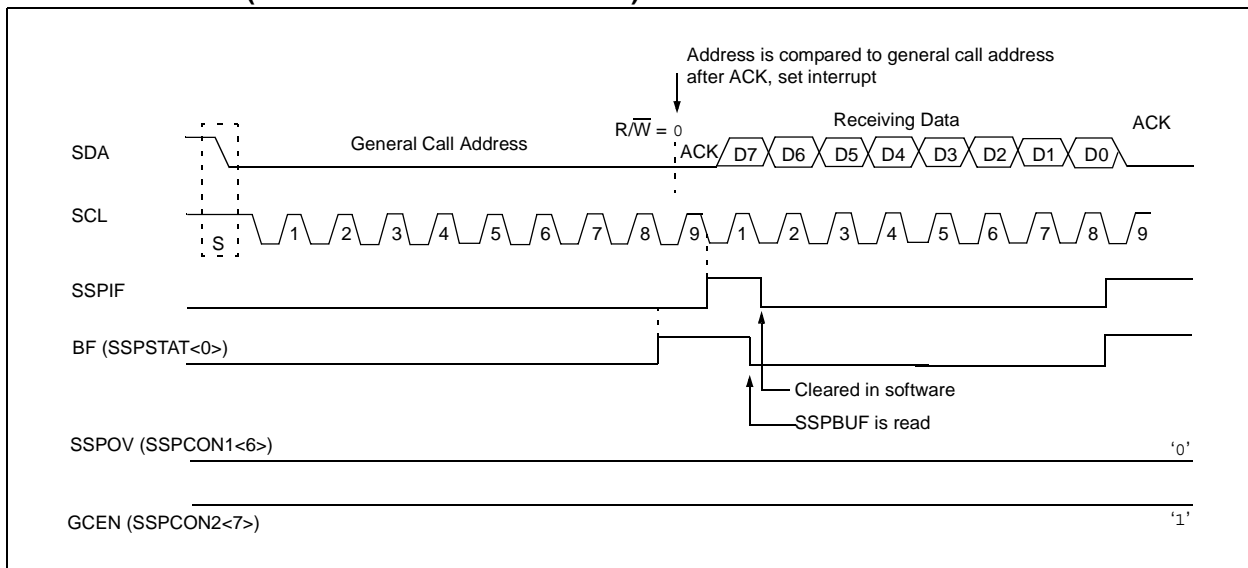 Address is compared to general call address
after ACK, set interrupt
R/W = 0
Receiving Data
ACK
SDA
General Call Address
ACK
D7 D6 D5 D4 D3 D2 D1 D0
SCL
S
1 2 3 4 5 6 7 8 9 1 2 3 4 5 6 7 8 9
SSPIF
BF (SSPSTAT<0>)
Cleared in software
SSPBUF is read
SSPOV (SSPCON1<6>)
‘0’
GCEN (SSPCON2<7>)
‘1’